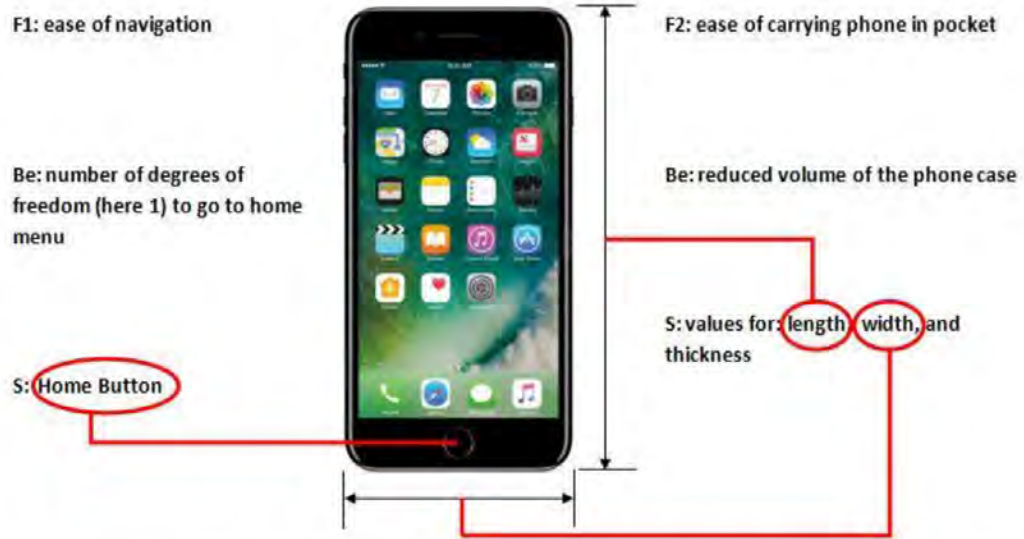 F1: ease of navigation
F2: ease of carrying phone in pocket
Be: number of degrees of
freedom (here 1) to go to home
menu
Be: reduced volume of the phone case
S: values for: length, width, and
thickness
S: Home Button
7